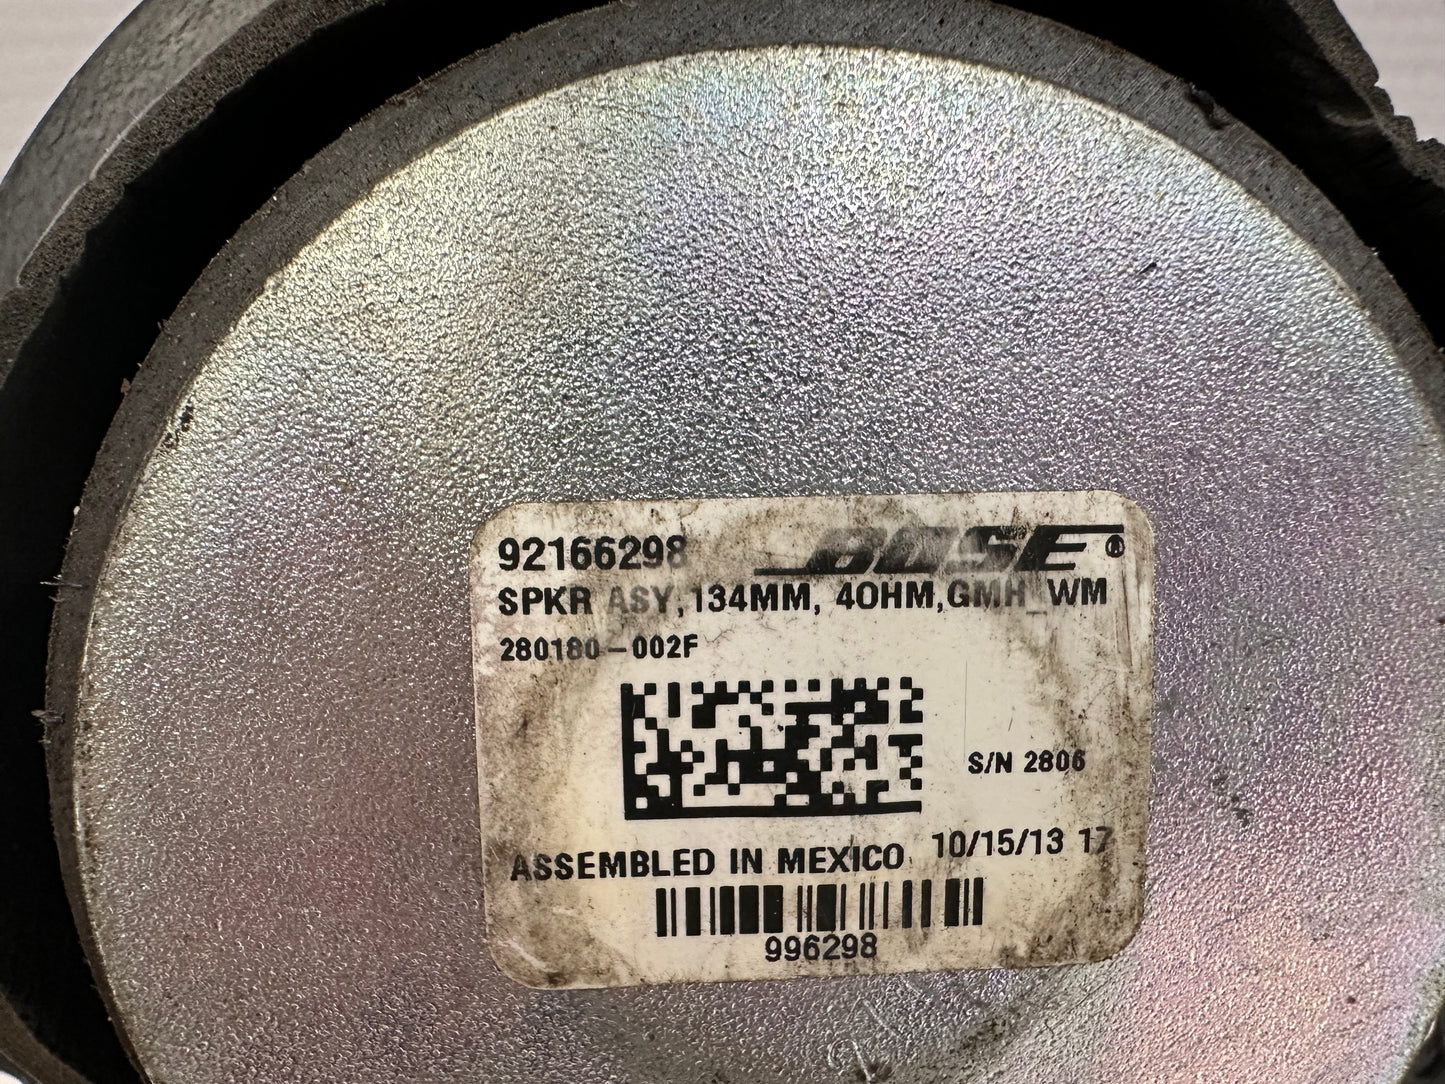 92166298 BOSE®
SPKR ASY, 134MM, 4OHM, GMH_WM
280180-002F
S/N 2806
ASSEMBLED IN MEXICO 10/15/13 17
996298